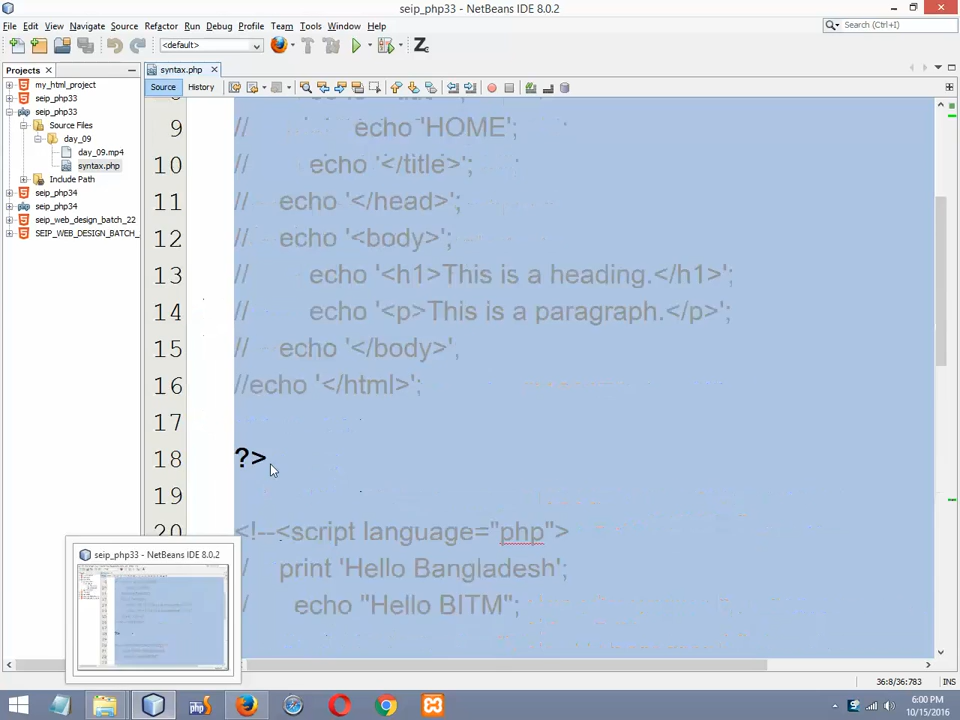 seip_php33 - NetBeans IDE 8.0.2
File Edit View Navigate Source Refactor Run Debug Profile Team Tools Window Help
Search (Ctrl+I)
<default>
Projects
syntax.php
Source
History
my_html_project
seip_php33
seip_php33
Source Files
day_09
day_09.mp4
syntax.php
Include Path
seip_php34
seip_php34
seip_web_design_batch_22
SEIP_WEB_DESIGN_BATCH_
9 // echo 'HOME';
10 // echo '</title>';
11 // echo '</head>';
12 // echo '<body>';
13 // echo '<h1>This is a heading.</h1>';
14 // echo '<p>This is a paragraph.</p>';
15 // echo '</body>',
16 //echo '</html>';
17
18 ?>
19
20 <!--<script language="php">
/ print 'Hello Bangladesh';
/ echo "Hello BITM";
seip_php33 - NetBeans IDE 8.0.2
36:8/36:783
INS
6:00 PM
10/15/2016